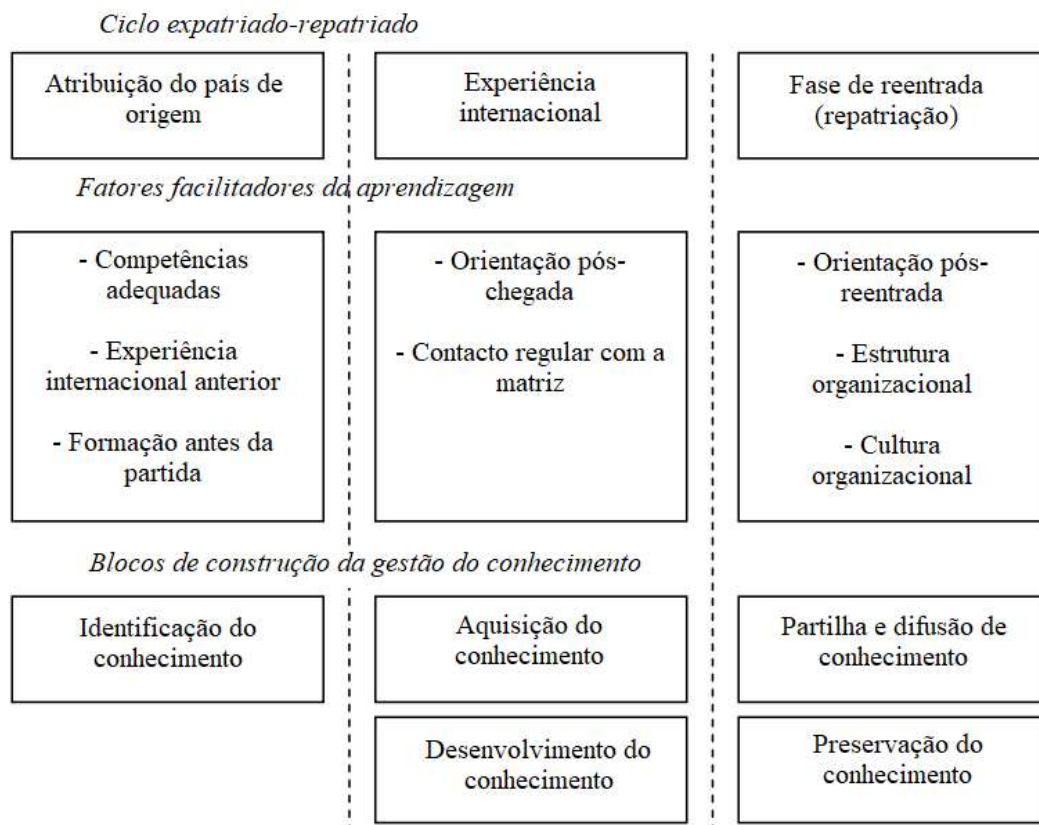 Ciclo expatriado-repatriado
Atribuição do país de
origem
Experiência
internacional
Fase de reentrada
(repatriação)
Fatores facilitadores da aprendizagem
- Competências
adequadas
- Experiência
internacional anterior
- Formação antes da
partida
- Orientação pós-
chegada
- Contacto regular com a
matriz
- Orientação pós-
reentrada
- Estrutura
organizacional
- Cultura
organizacional
Blocos de construção da gestão do conhecimento
Identificação do
conhecimento
Aquisição do
conhecimento
Partilha e difusão de
conhecimento
Desenvolvimento do
conhecimento
Preservação do
conhecimento